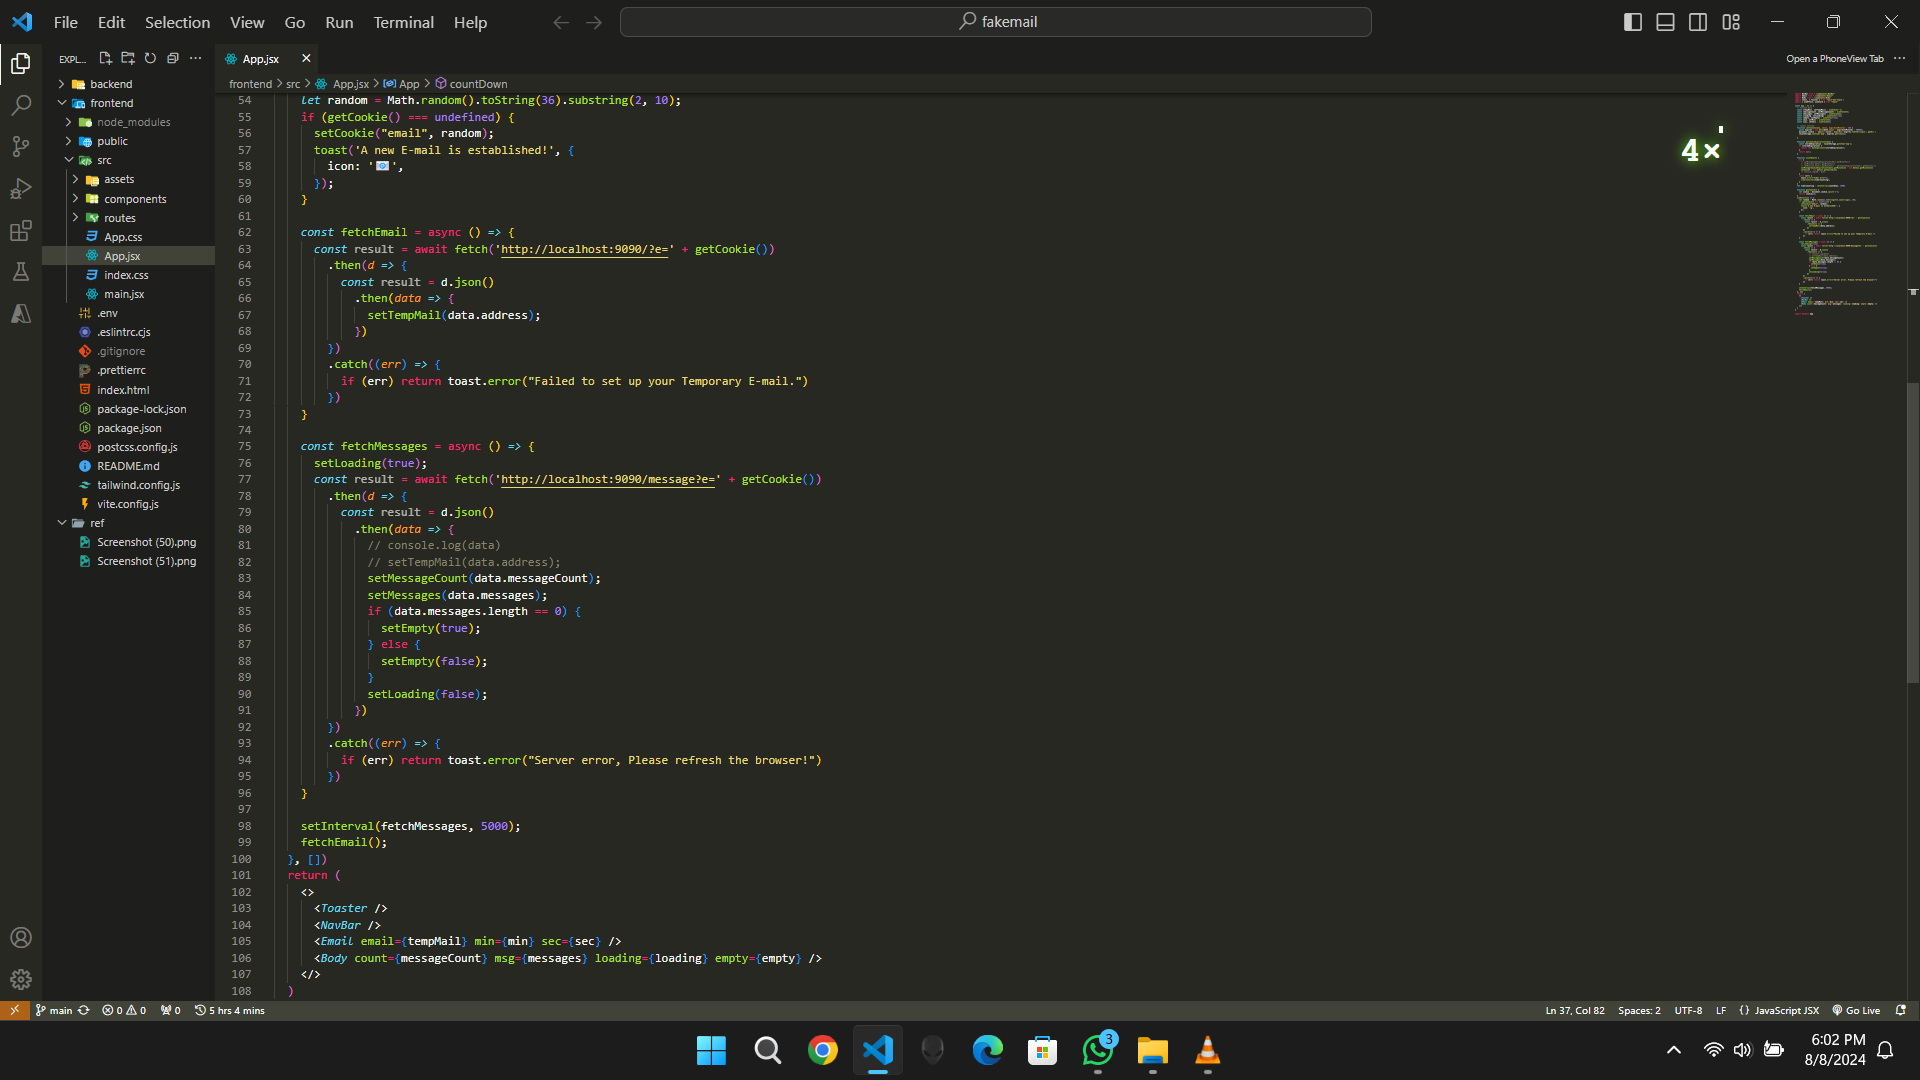 File Edit Selection View Go Run Terminal Help
fakemail
EXPL...
App.jsx
Open a PhoneView Tab
backend
frontend
node_modules
public
src
assets
components
routes
App.css
App.jsx
index.css
main.jsx
.env
.eslintrc.cjs
.gitignore
.prettierrc
index.html
package-lock.json
package.json
postcss.config.js
README.md
tailwind.config.js
vite.config.js
ref
Screenshot (50).png
Screenshot (51).png
frontend > src > App.jsx > App > countDown
4×
54 let random = Math.random().toString(36).substring(2, 10);
55 if (getCookie() === undefined) {
56 setCookie("email", random);
57 toast('A new E-mail is established!', {
58 icon: '📧',
59 });
60 }
61
62 const fetchEmail = async () => {
63 const result = await fetch('http://localhost:9090/?e=' + getCookie())
64 .then(d => {
65 const result = d.json()
66 .then(data => {
67 setTempMail(data.address);
68 })
69 })
70 .catch((err) => {
71 if (err) return toast.error("Failed to set up your Temporary E-mail.")
72 })
73 }
74
75 const fetchMessages = async () => {
76 setLoading(true);
77 const result = await fetch('http://localhost:9090/message?e=' + getCookie())
78 .then(d => {
79 const result = d.json()
80 .then(data => {
81 // console.log(data)
82 // setTempMail(data.address);
83 setMessageCount(data.messageCount);
84 setMessages(data.messages);
85 if (data.messages.length == 0) {
86 setEmpty(true);
87 } else {
88 setEmpty(false);
89 }
90 setLoading(false);
91 })
92 })
93 .catch((err) => {
94 if (err) return toast.error("Server error, Please refresh the browser!")
95 })
96 }
97
98 setInterval(fetchMessages, 5000);
99 fetchEmail();
100 }, [])
101 return (
102 <>
103 <Toaster />
104 <NavBar />
105 <Email email={tempMail} min={min} sec={sec} />
106 <Body count={messageCount} msg={messages} loading={loading} empty={empty} />
107 </>
108 )
main 0 0 0 5 hrs 4 mins
Ln 37, Col 82 Spaces: 2 UTF-8 LF {} JavaScript JSX Go Live
3
6:02 PM
8/8/2024